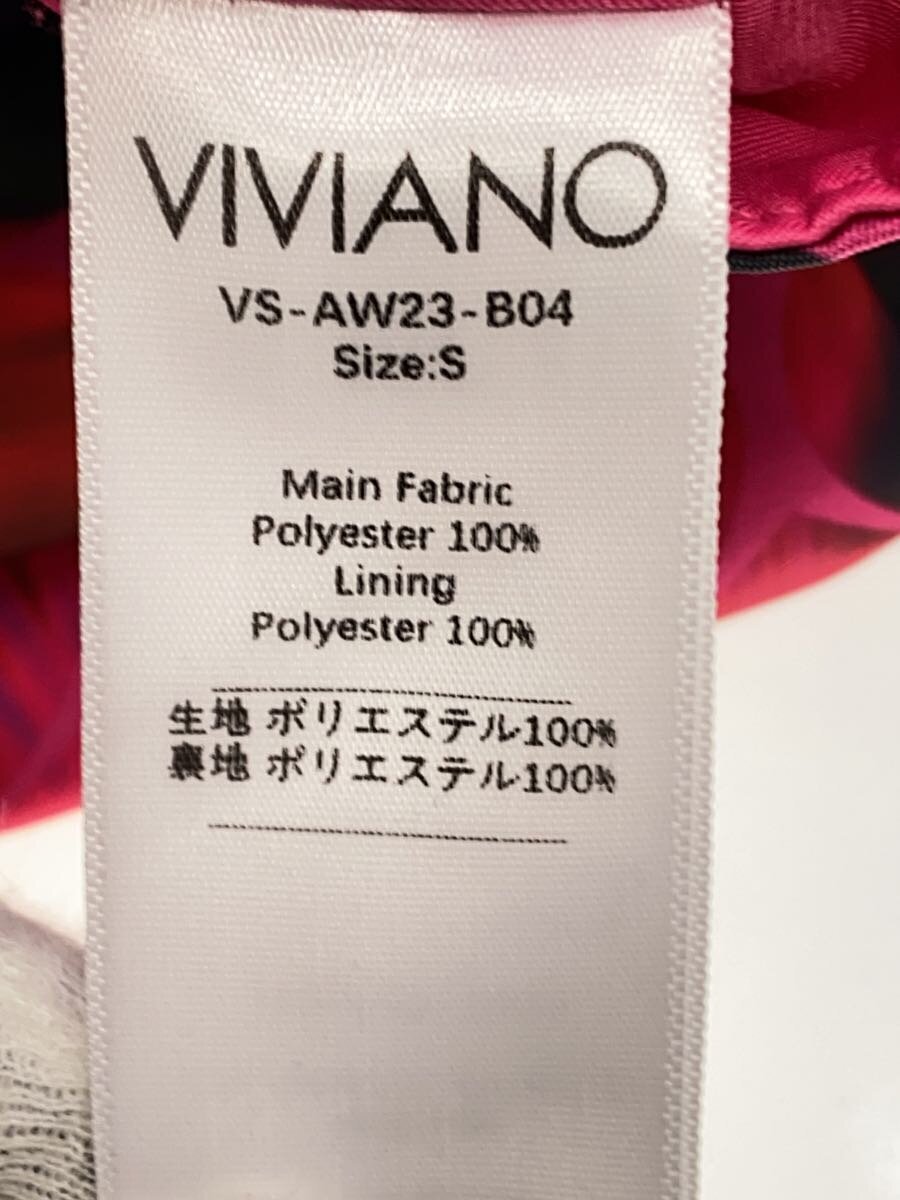 VIVIANO
VS-AW23-B04
Size:S
Main Fabric
Polyester 100%
Lining
Polyester 100%
生地 ポリエステル100%
裏地 ポリエステル100%